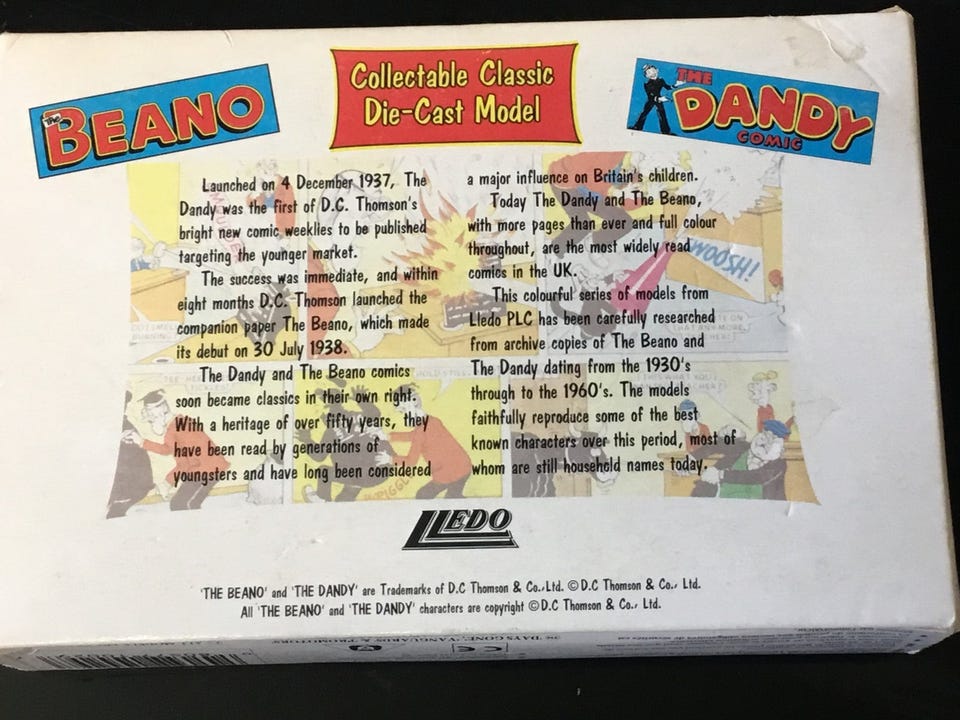 The BEANO
Collectable Classic
Die-Cast Model
THE
DANDY
COMIC
Launched on 4 December 1937, The
Dandy was the first of D.C. Thomson's
bright new comic weeklies to be published
targeting the younger market.
The success was immediate, and within
eight months D.C. Thomson launched the
companion paper The Beano, which made
its debut on 30 July 1938.
The Dandy and The Beano comics
soon became classics in their own right.
With a heritage of over fifty years, they
have been read by generations of
youngsters and have long been considered
a major influence on Britain's children.
Today The Dandy and The Beano,
with more pages than ever and full colour
throughout, are the most widely read
comics in the UK.
This colourful series of models from
Lledo PLC has been carefully researched
from archive copies of The Beano and
The Dandy dating from the 1930's
through to the 1960's. The models
faithfully reproduce some of the best
known characters over this period, most of
whom are still household names today.
WOOSH!
HOLD STILL
LLEDO
'THE BEANO' and 'THE DANDY' are Trademarks of D.C Thomson & Co., Ltd. © D.C Thomson & Co., Ltd.
All 'THE BEANO' and 'THE DANDY' characters are copyright © D.C Thomson & Co., Ltd.
DAYS GONE, VANGUARDS & PROMOTORS
CE